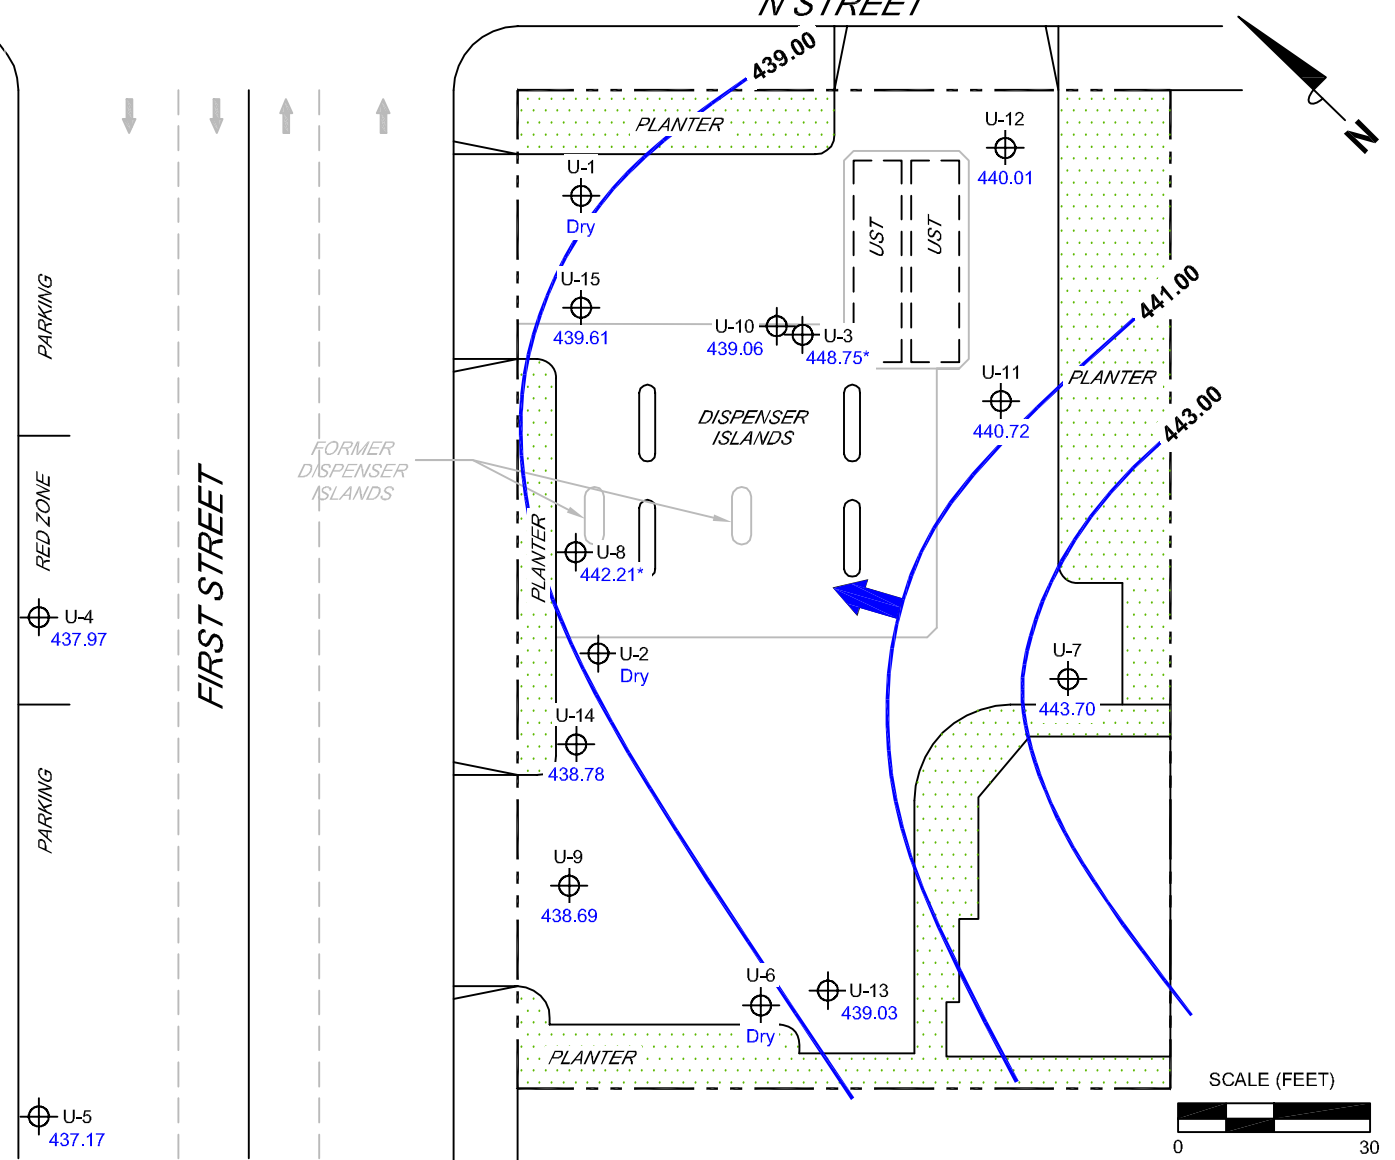 N STREET
439.00
N
PLANTER
U-12
440.01
U-1
Dry
UST
UST
U-15
439.61
U-10
439.06
U-3
448.75*
441.00
PARKING
U-11
440.72
PLANTER
443.00
DISPENSER
ISLANDS
FORMER
DISPENSER
ISLANDS
RED ZONE
PLANTER
U-8
442.21*
FIRST STREET
U-4
437.97
U-2
Dry
U-7
443.70
U-14
438.78
PARKING
U-9
438.69
U-6
Dry
U-13
439.03
PLANTER
SCALE (FEET)
0
30
U-5
437.17